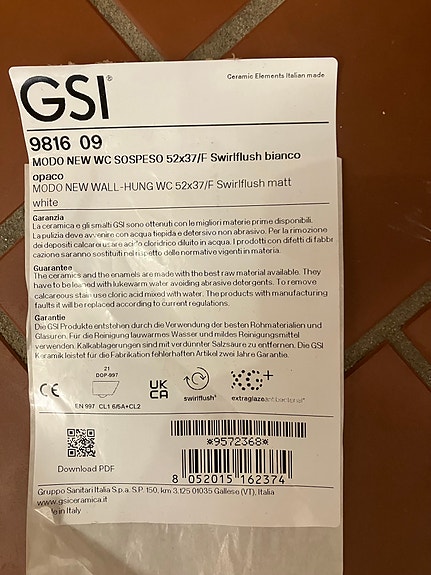 GSI®
Ceramic Elements Italian made
9816 09
MODO NEW WC SOSPESO 52x37/F Swirlflush bianco
opaco
MODO NEW WALL-HUNG WC 52x37/F Swirlflush matt
white
Garanzia
La ceramica e gli smalti GSI sono ottenuti con le migliori materie prime disponibili.
La pulizia deve avvenire con acqua tiepida e detersivo non abrasivo. Per la rimozione
dei depositi calcarei usare acido cloridrico diluito in acqua. I prodotti con difetti di fabbri
cazione saranno sostituiti nel rispetto delle normative vigenti in materia.
Guarantee
The ceramics and the enamels are made with the best raw material available. They
have to be cleaned with lukewarm water avoiding abrasive detergents. To remove
calcareous stain use cloric acid mixed with water. The products with manufacturing
faults it will be replaced according to current regulations.
Garantie
Die GSI Produkte entstehen durch die Verwendung der besten Rohmaterialien und
Glasuren. Für die Reinigung lauwarmes Wasser und mildes Reinigungsmittel
verwenden. Kalkablagerungen sind mit verdünnter Salzsäure zu entfernen. Die GSI
Keramik leistet für die Fabrikation fehlerhaften Artikel zwei Jahre Garantie.
CE
21
DOP-997
UK
CA
swirlflush®
extraglaze antibacterial®
EN 997 CL1 6/5A+CL2
*9572368*
Download PDF
8 052015 162374
Gruppo Sanitari Italia S.p.a. S.P. 150, km 3.125 01035 Gallese (VT), Italia
www.gsiceramica.it
Made in Italy